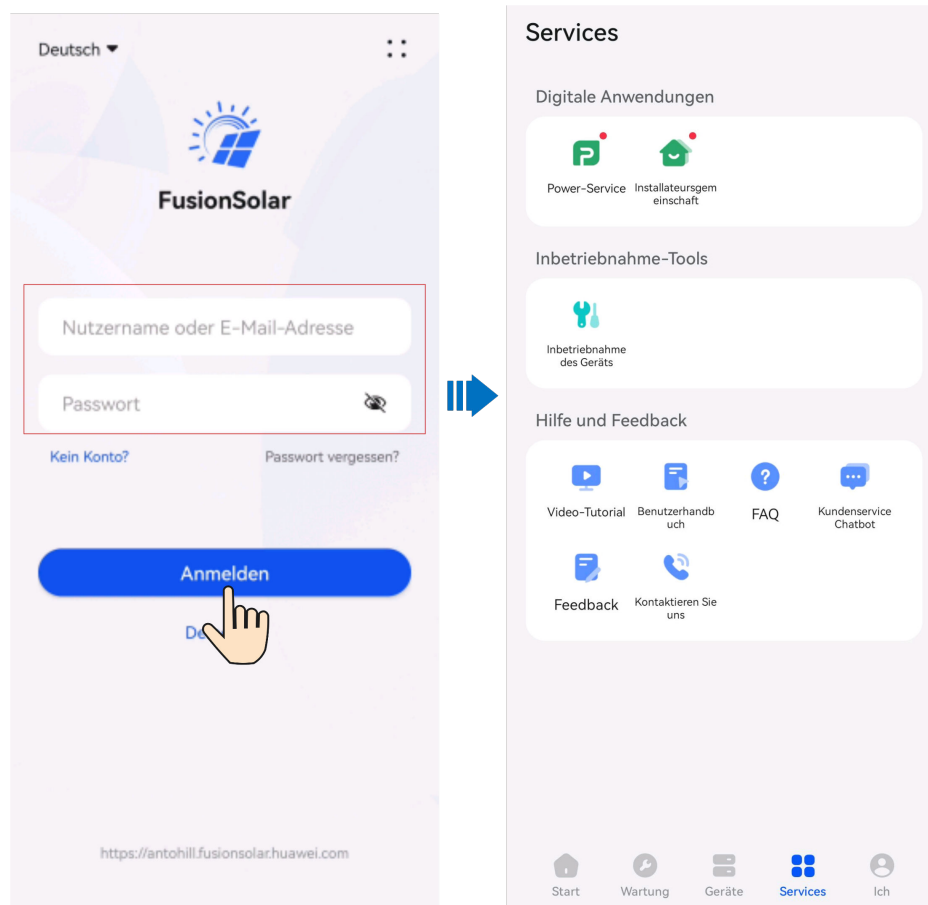 Deutsch
FusionSolar
Nutzername oder E-Mail-Adresse
Passwort
Kein Konto?
Passwort vergessen?
Anmelden
https://antohill.fusionsolar.huawei.com
Services
Digitale Anwendungen
Power-Service
Installateursgem
einschaft
Inbetriebnahme-Tools
Inbetriebnahme
des Geräts
Hilfe und Feedback
Video-Tutorial
Benutzerhandb
uch
FAQ
Kundenservice
Chatbot
Feedback
Kontaktieren Sie
uns
Start
Wartung
Geräte
Services
Ich